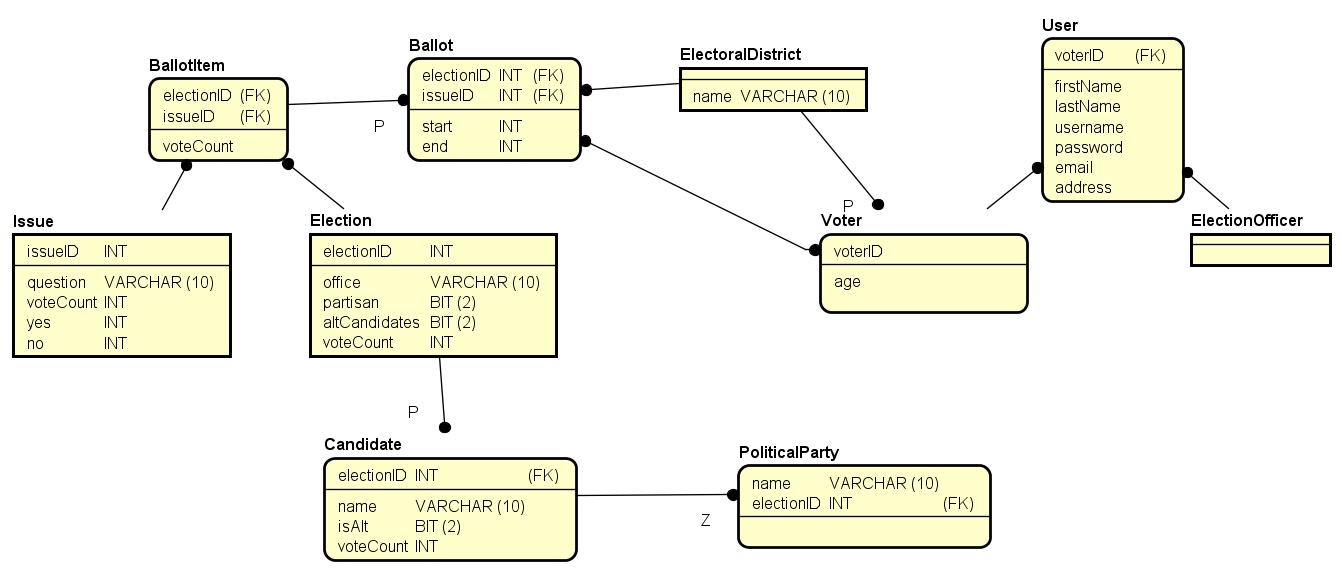 User
Ballot
ElectoralDistrict
BallotItem
voterID (FK)
electionID INT (FK)
issueID INT (FK)
start INT
end INT
name VARCHAR (10)
electionID (FK)
issueID (FK)
voteCount
firstName
lastName
username
password
email
address
P
P
Issue
Election
Voter
ElectionOfficer
issueID INT
question VARCHAR (10)
voteCount INT
yes INT
no INT
electionID INT
office VARCHAR (10)
partisan BIT (2)
altCandidates BIT (2)
voteCount INT
voterID
age
P
Candidate
PoliticalParty
electionID INT (FK)
name VARCHAR (10)
isAlt BIT (2)
voteCount INT
name VARCHAR (10)
electionID INT (FK)
Z